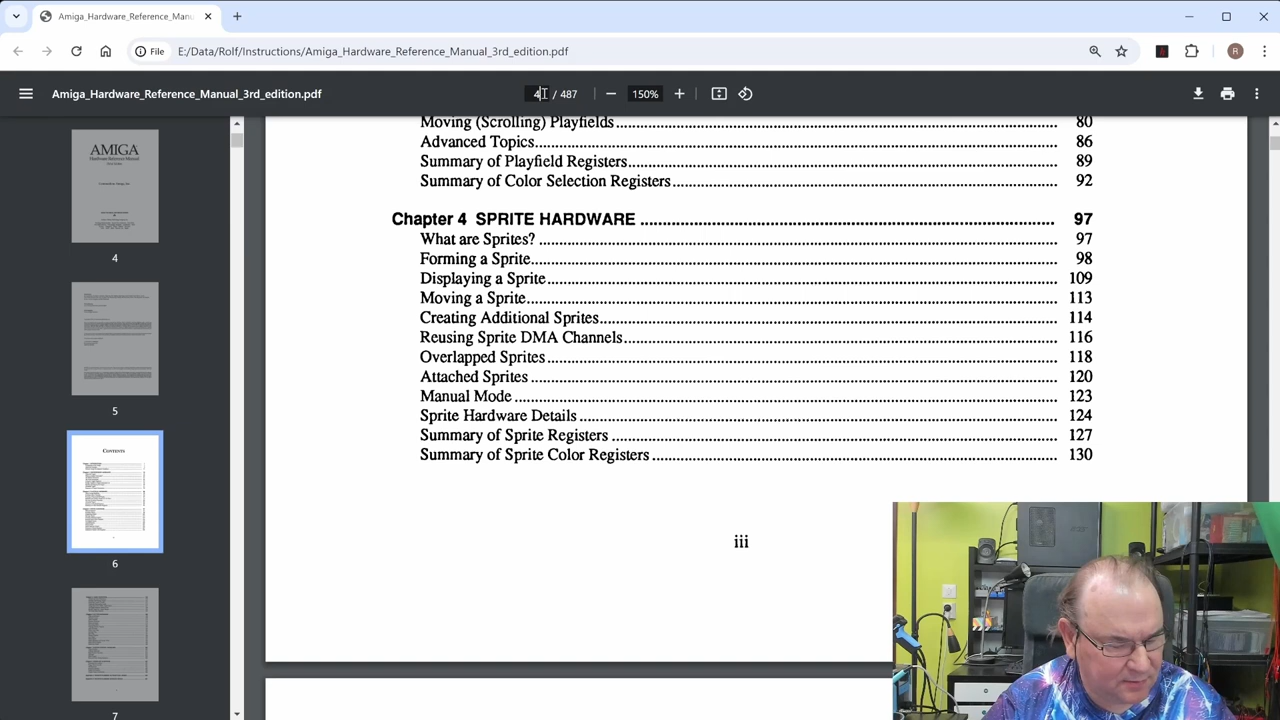 Amiga_Hardware_Reference_Manu
File
E:/Data/Rolf/Instructions/Amiga_Hardware_Reference_Manual_3rd_edition.pdf
R
Amiga_Hardware_Reference_Manual_3rd_edition.pdf
4 / 487
150%
AMIGA
4
5
CONTENTS
6
7
Moving (Scrolling) Playfields 80
Advanced Topics 86
Summary of Playfield Registers 89
Summary of Color Selection Registers 92
Chapter 4 SPRITE HARDWARE 97
What are Sprites? 97
Forming a Sprite 98
Displaying a Sprite 109
Moving a Sprite 113
Creating Additional Sprites 114
Reusing Sprite DMA Channels 116
Overlapped Sprites 118
Attached Sprites 120
Manual Mode 123
Sprite Hardware Details 124
Summary of Sprite Registers 127
Summary of Sprite Color Registers 130
iii